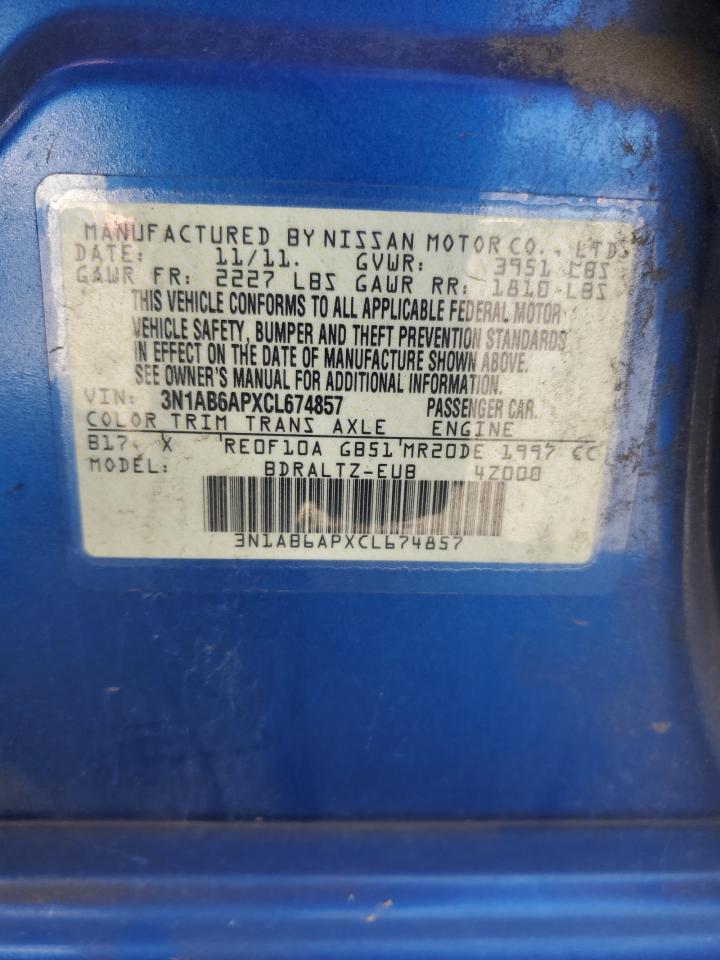 MANUFACTURED BY NISSAN MOTOR CO., LTD.
DATE: 11/11. GVWR: 3951 LBS
GAWR FR: 2227 LBS GAWR RR: 1810 LBS
THIS VEHICLE CONFORMS TO ALL APPLICABLE FEDERAL MOTOR
VEHICLE SAFETY, BUMPER AND THEFT PREVENTION STANDARDS
IN EFFECT ON THE DATE OF MANUFACTURE SHOWN ABOVE.
SEE OWNER'S MANUAL FOR ADDITIONAL INFORMATION.
VIN: 3N1AB6APXCL674857 PASSENGER CAR.
COLOR TRIM TRANS AXLE ENGINE
B17 X RE0F10A GB51 MR20DE 1997 CC
MODEL: BDRALTZ-EUB 4Z000
3N1AB6APXCL674857